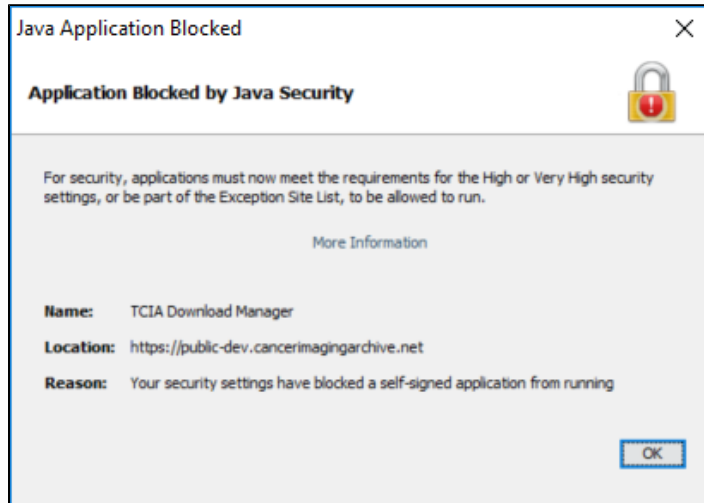 Java Application Blocked
Application Blocked by Java Security
For security, applications must now meet the requirements for the High or Very High security
settings, or be part of the Exception Site List, to be allowed to run.
More Information
Name: TCIA Download Manager
Location: https://public-dev.cancerimagingarchive.net
Reason: Your security settings have blocked a self-signed application from running
OK